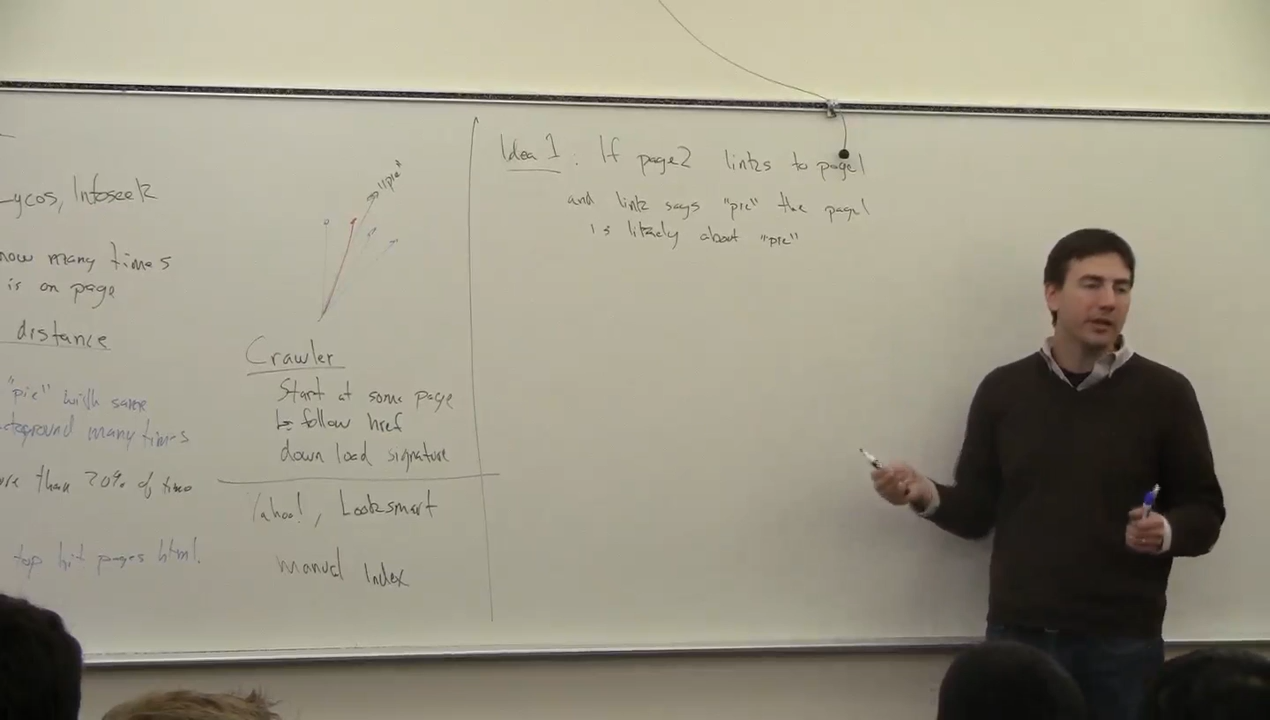 ycos, Infoseek
how many times
is on page
distance
"pie" with same
ground many times
than 20% of time
top hit pages html.
"pie"
Crawler
Start at some page
follow href
down load signature
Yahoo!, Looksmart
manual Index
Idea 1: If page2 links to page1
and link says "pie" the page1
is likely about "pie"